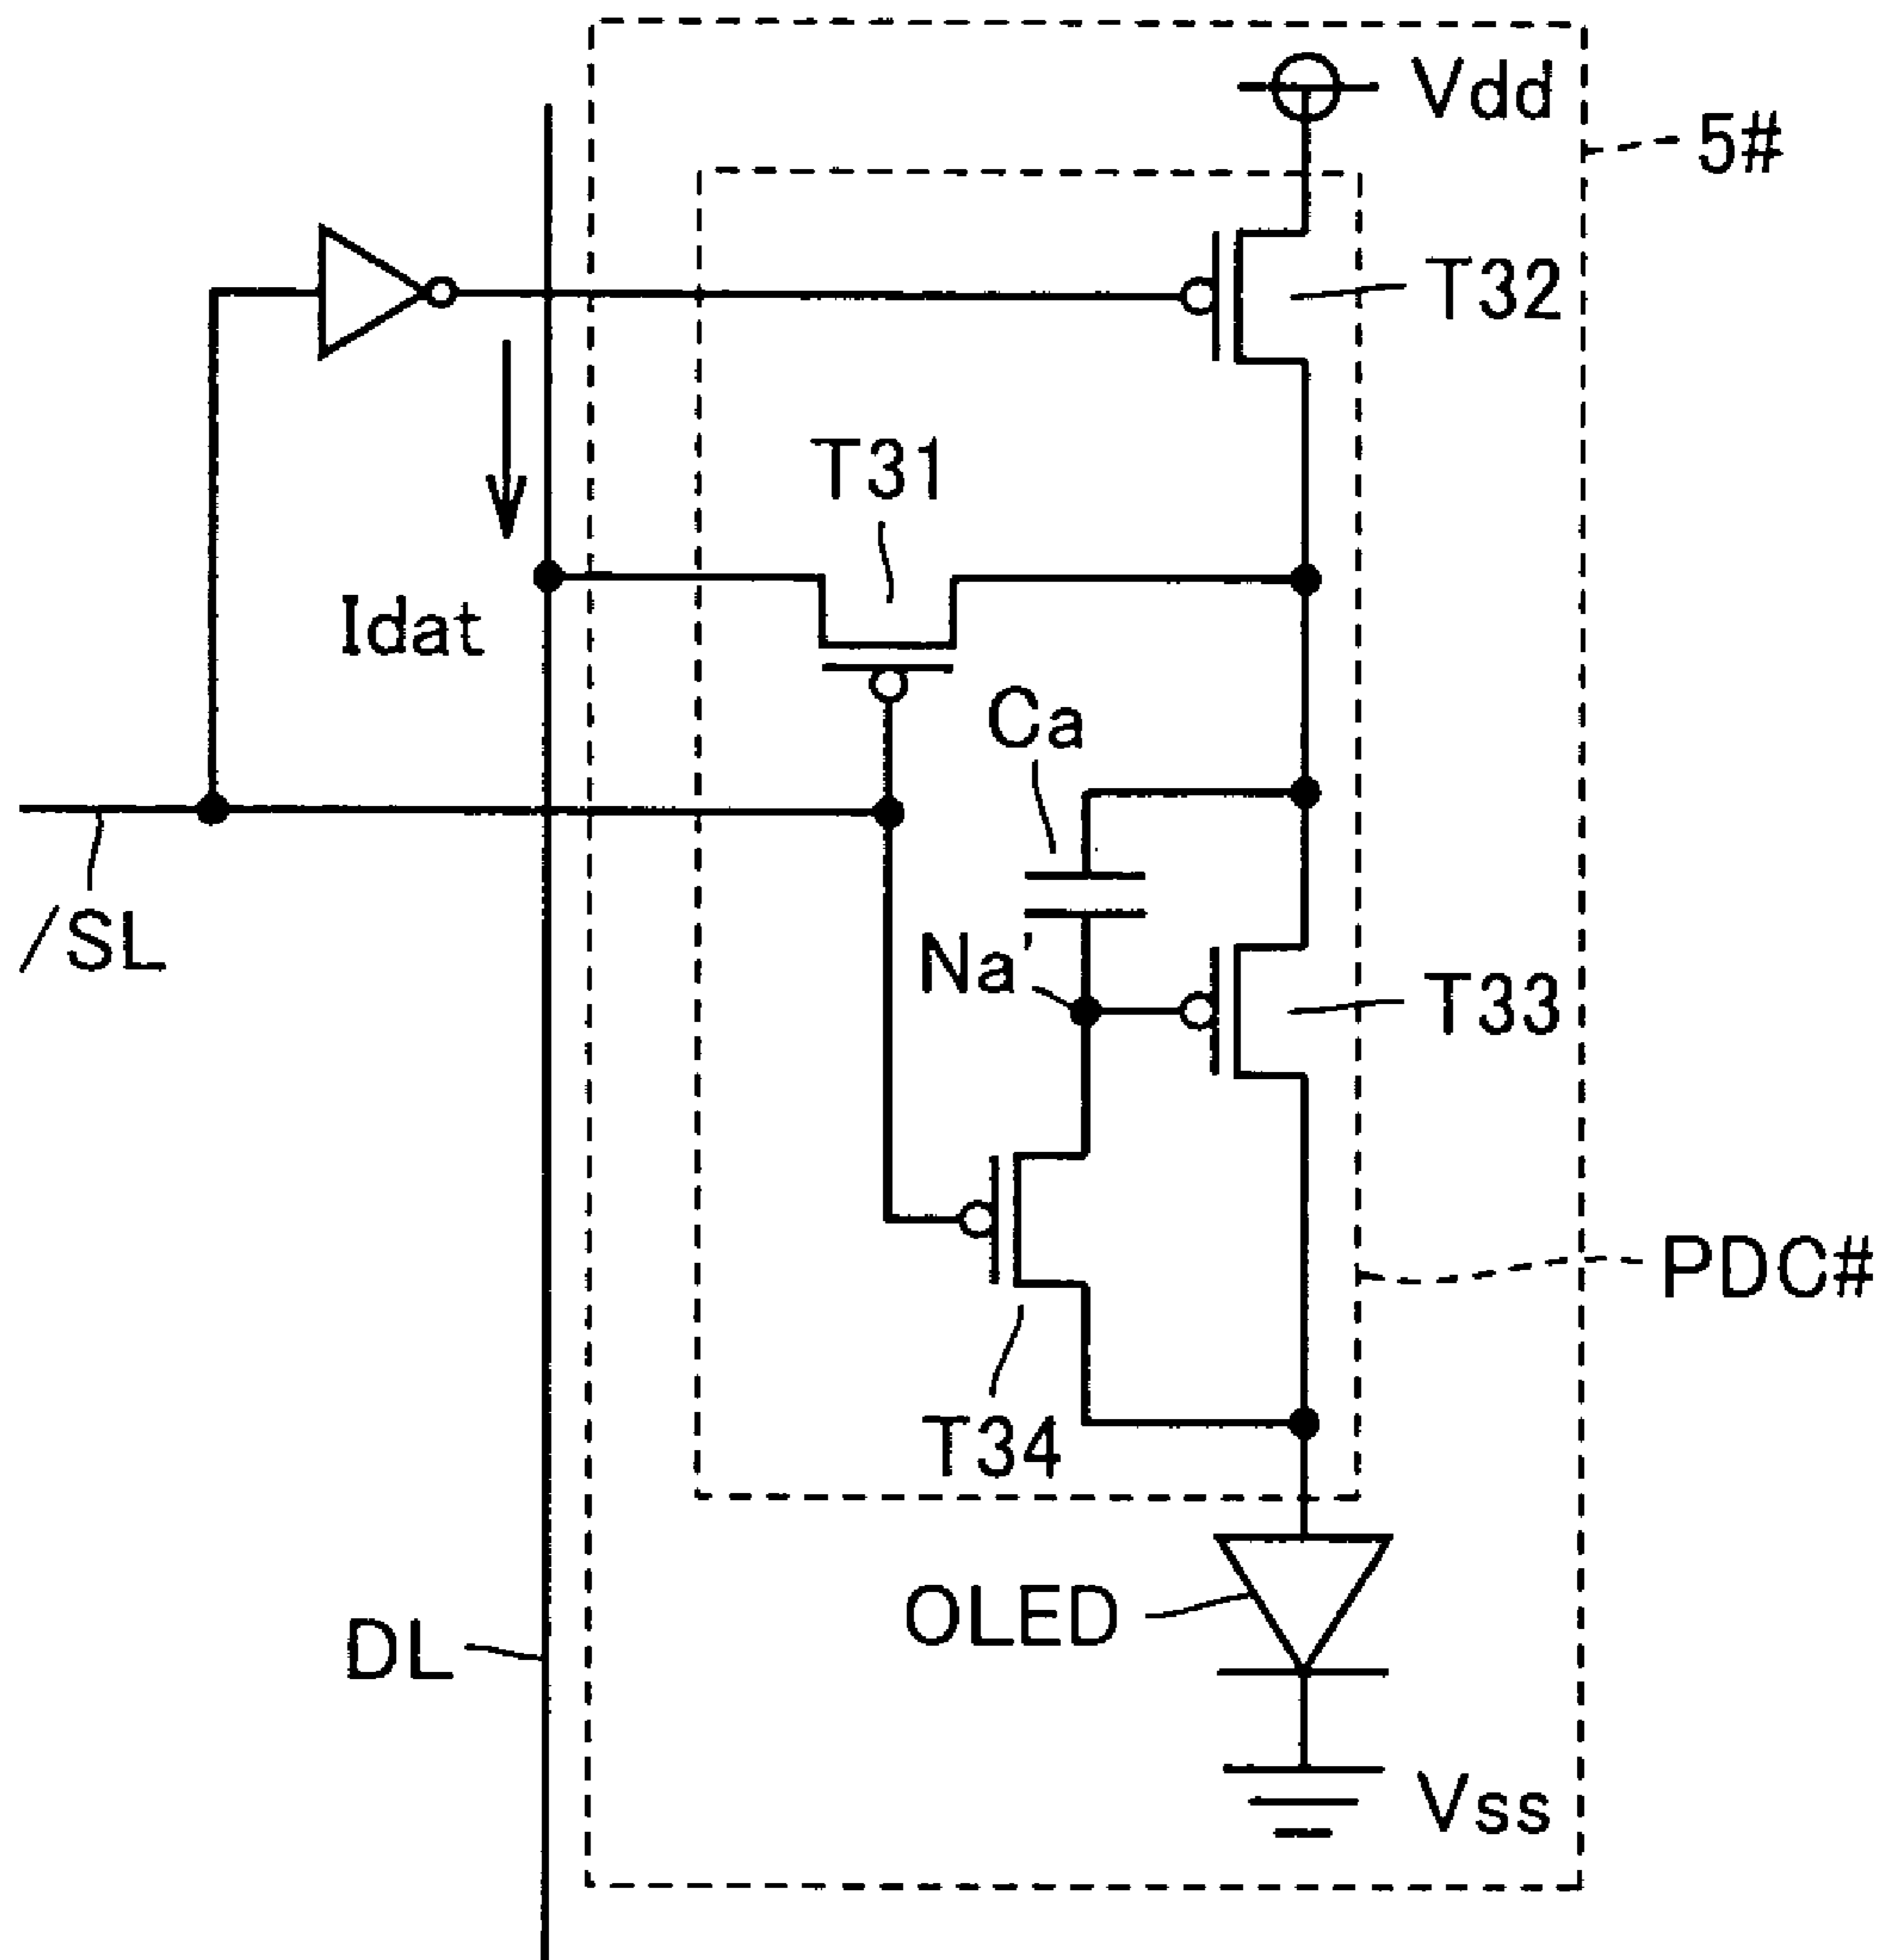 Vdd
5#
T32
T31
Idat
Ca
/SL
Na'
T33
PDC#
T34
OLED
DL
Vss